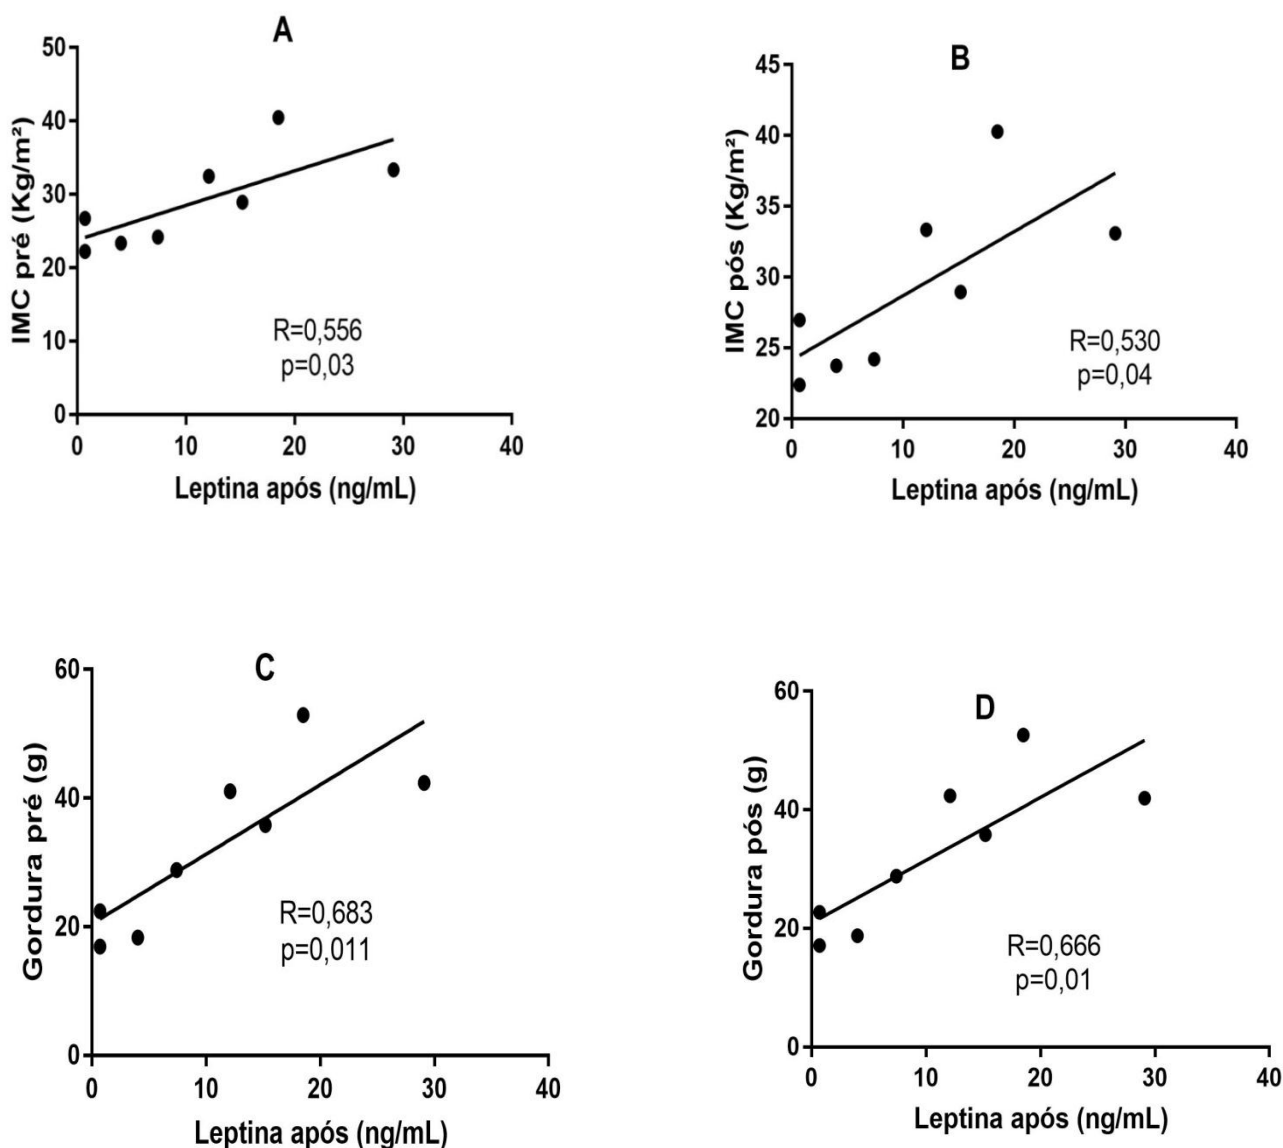 A
IMC pré (Kg/m²)
50
40
30
20
10
0
R=0,556
p=0,03
0 10 20 30 40
Leptina após (ng/mL)
B
IMC pós (Kg/m²)
45
40
35
30
25
20
R=0,530
p=0,04
0 10 20 30 40
Leptina após (ng/mL)
C
Gordura pré (g)
60
40
20
0
R=0,683
p=0,011
0 10 20 30 40
Leptina após (ng/mL)
D
Gordura pós (g)
60
40
20
0
R=0,666
p=0,01
0 10 20 30 40
Leptina após (ng/mL)